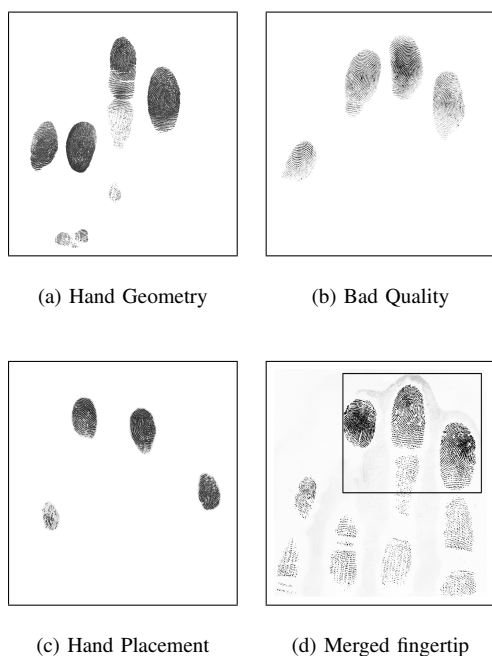 (a) Hand Geometry
(b) Bad Quality
(c) Hand Placement
(d) Merged fingertip